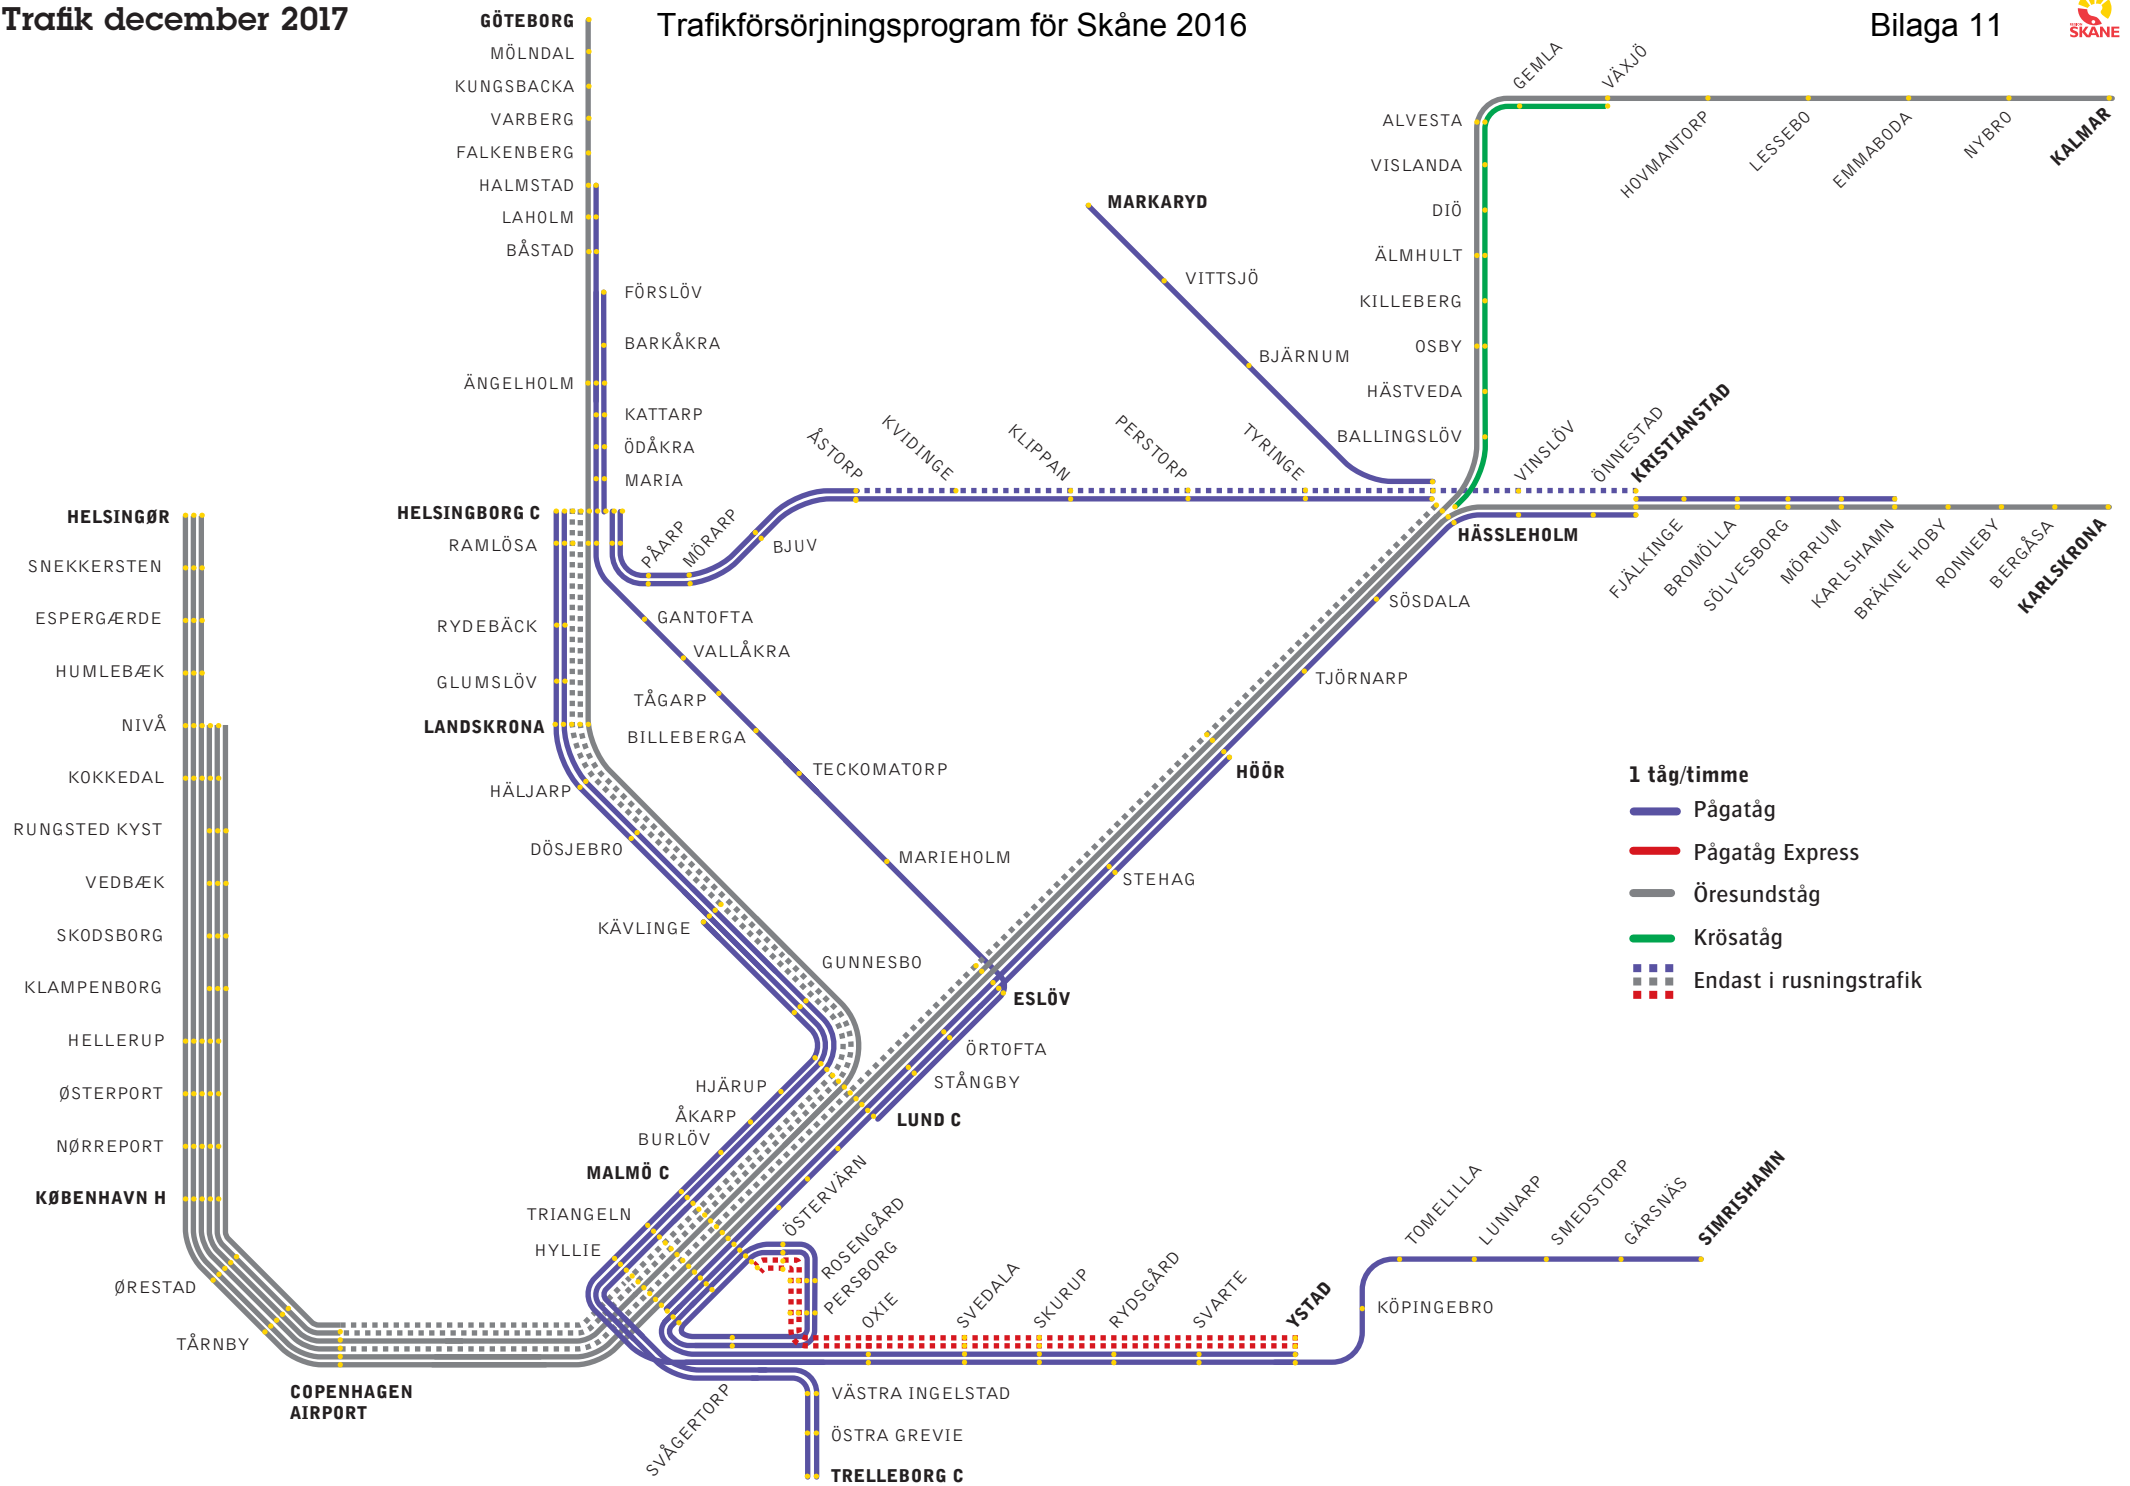 Trafik december 2017
Trafikförsörjningsprogram för Skåne 2016
Bilaga 11
REGION
SKÅNE
GÖTEBORG
MÖLNDAL
KUNGSBACKA
VARBERG
FALKENBERG
HALMSTAD
LAHOLM
BÅSTAD
FÖRSLÖV
BARKÅKRA
ÄNGELHOLM
KATTARP
ÖDÅKRA
MARIA
HELSINGBORG C
RAMLÖSA
RYDEBÄCK
GLUMSLÖV
LANDSKRONA
HÄLJARP
DÖSJEBRO
KÄVLINGE
GUNNESBO
HJÄRUP
ÅKARP
BURLÖV
MALMÖ C
TRIANGELN
HYLLIE
HELSINGØR
SNEKKERSTEN
ESPERGÆRDE
HUMLEBÆK
NIVÅ
KOKKEDAL
RUNGSTED KYST
VEDBÆK
SKODSBORG
KLAMPENBORG
HELLERUP
ØSTERPORT
NØRREPORT
KØBENHAVN H
ØRESTAD
TÅRNBY
COPENHAGEN
AIRPORT
PÅARP
MÖRARP
BJUV
ÅSTORP
KVIDINGE
KLIPPAN
PERSTORP
TYRINGE
GANTOFTA
VALLÅKRA
TÅGARP
BILLEBERGA
TECKOMATORP
MARIEHOLM
MARKARYD
VITTSJÖ
BJÄRNUM
GEMLA
VÄXJÖ
ALVESTA
VISLANDA
DIÖ
ÄLMHULT
KILLEBERG
OSBY
HÄSTVEDA
BALLINGSLÖV
HOVMANTORP
LESSEBO
EMMABODA
NYBRO
KALMAR
VINSLÖV
ÖNNESTAD
KRISTIANSTAD
HÄSSLEHOLM
FJÄLKINGE
BROMÖLLA
SÖLVESBORG
MÖRRUM
KARLSHAMN
BRÄKNE HOBY
RONNEBY
BERGÅSA
KARLSKRONA
SÖSDALA
TJÖRNARP
HÖÖR
STEHAG
ESLÖV
ÖRTOFTA
STÅNGBY
LUND C
ÖSTERVÄRN
ROSENGÅRD
PERSBORG
OXIE
SVEDALA
SKURUP
RYDSGÅRD
SVARTE
YSTAD
KÖPINGEBRO
TOMELILLA
LUNNARP
SMEDSTORP
GÄRSNÄS
SIMRISHAMN
SVÅGERTORP
VÄSTRA INGELSTAD
ÖSTRA GREVIE
TRELLEBORG C
1 tåg/timme
Pågatåg
Pågatåg Express
Öresundståg
Krösatåg
Endast i rusningstrafik